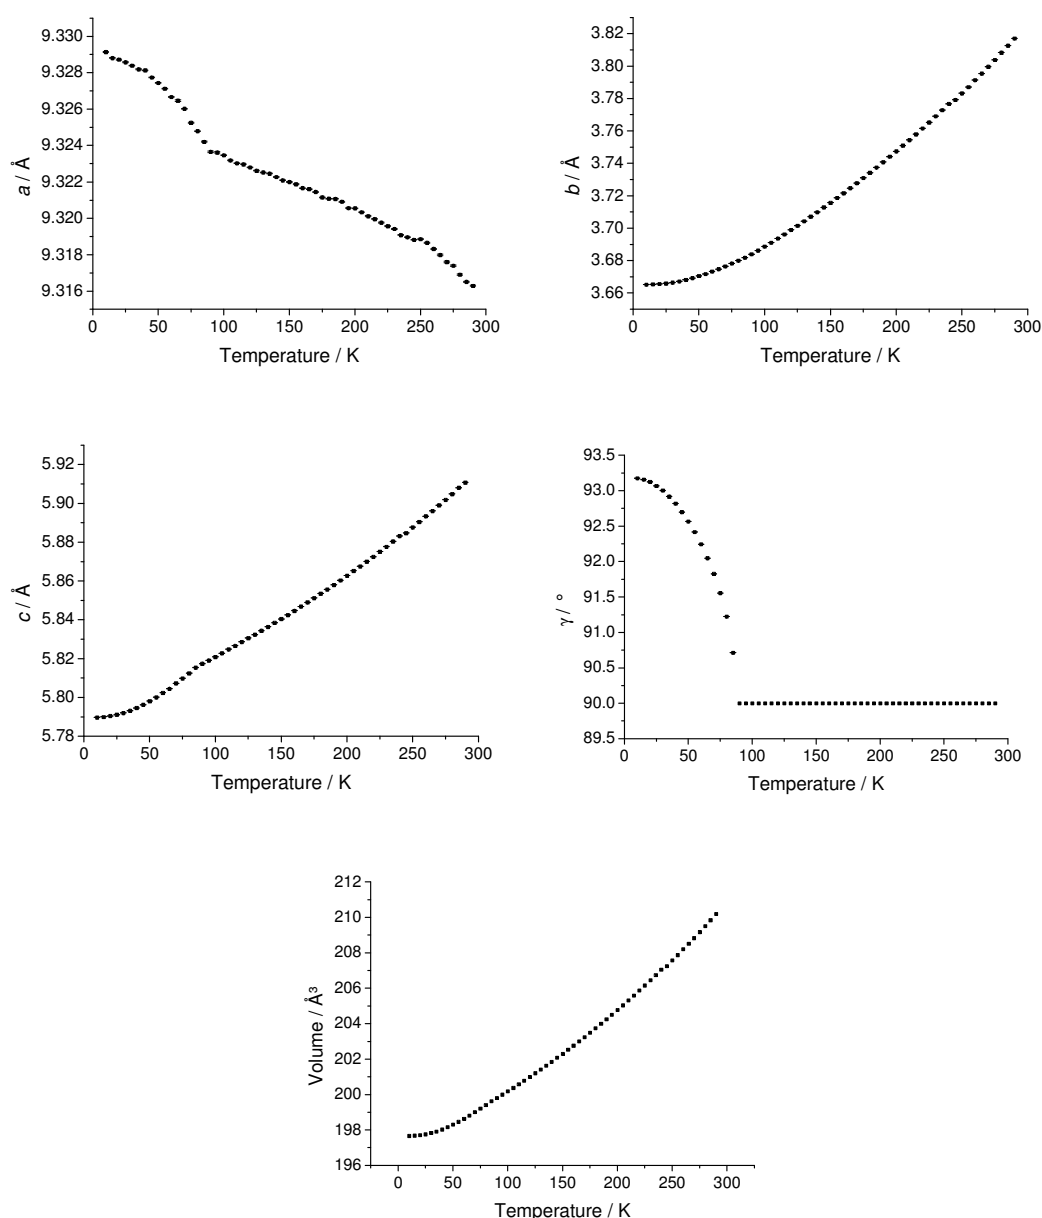 9.330
9.328
9.326
9.324
9.322
9.320
9.318
9.316
a / Å
0 50 100 150 200 250 300
Temperature / K
3.82
3.80
3.78
3.76
3.74
3.72
3.70
3.68
3.66
b / Å
0 50 100 150 200 250 300
Temperature / K
5.92
5.90
5.88
5.86
5.84
5.82
5.80
5.78
c / Å
0 50 100 150 200 250 300
Temperature / K
93.5
93.0
92.5
92.0
91.5
91.0
90.5
90.0
89.5
γ / °
0 50 100 150 200 250 300
Temperature / K
212
210
208
206
204
202
200
198
196
Volume / Å³
0 50 100 150 200 250 300
Temperature / K